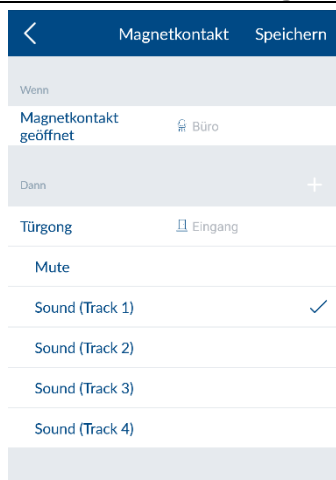 Magnetkontakt Speichern
Wenn
Magnetkontakt
geöffnet
Büro
Dann
Türgong Eingang
Mute
Sound (Track 1)
Sound (Track 2)
Sound (Track 3)
Sound (Track 4)